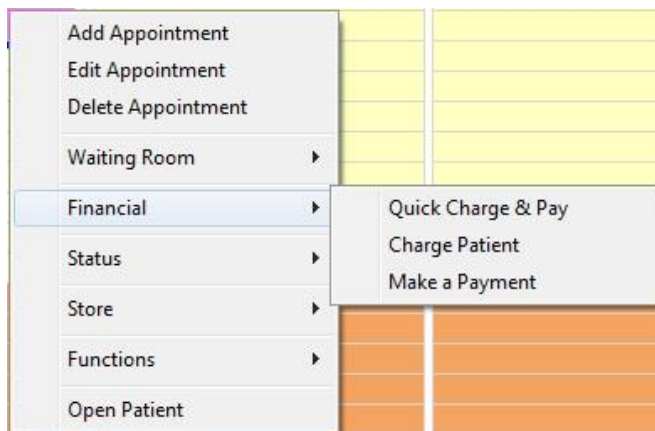 Add Appointment
Edit Appointment
Delete Appointment
Waiting Room
Financial
Quick Charge & Pay
Charge Patient
Make a Payment
Status
Store
Functions
Open Patient